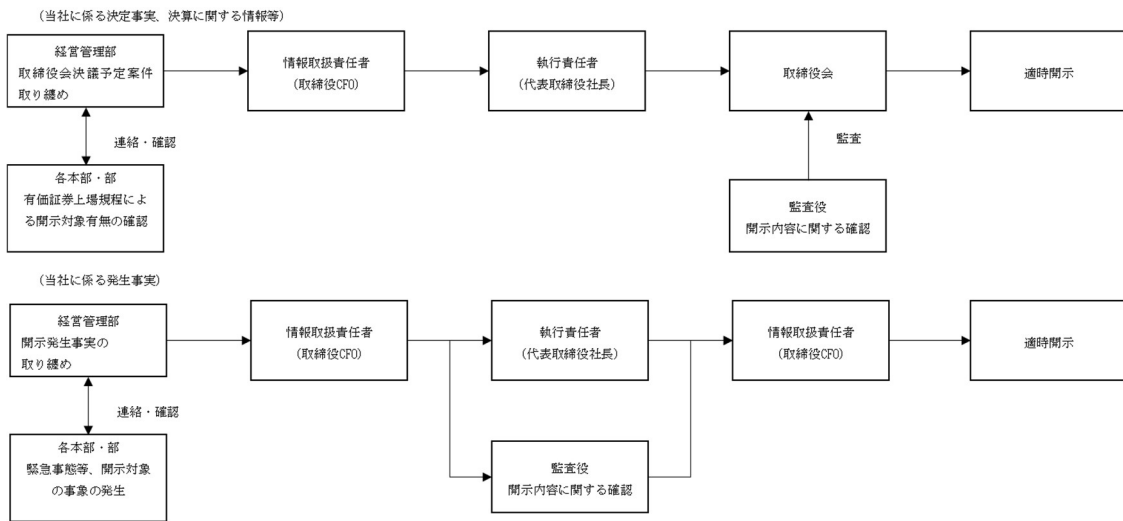 (当社に係る決定事実、決算に関する情報等)
経営管理部
取締役会決議予定案件
取り纏め
情報取扱責任者
(取締役CFO)
執行責任者
(代表取締役社長)
取締役会
適時開示
連絡・確認
監査
各本部・部
有価証券上場規程によ
る開示対象有無の確認
監査役
開示内容に関する確認
(当社に係る発生事実)
経営管理部
開示発生事実の
取り纏め
情報取扱責任者
(取締役CFO)
執行責任者
(代表取締役社長)
情報取扱責任者
(取締役CFO)
適時開示
連絡・確認
各本部・部
緊急事態等、開示対象
の事象の発生
監査役
開示内容に関する確認